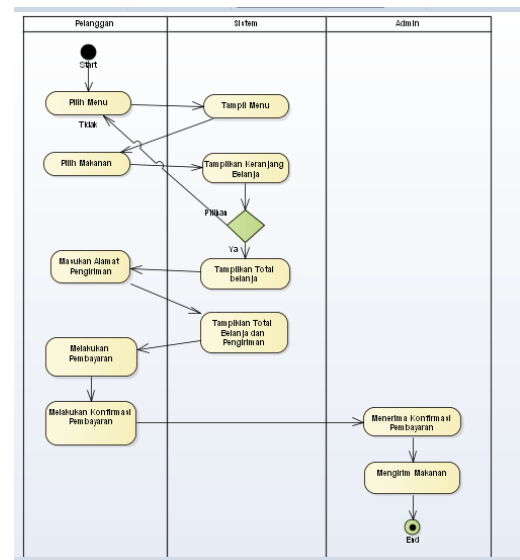 Pelanggan
Sistem
Admin
Start
Pilih Menu
Tampil Menu
Tidak
Pilih Makanan
Tampilkan Keranjang
Belanja
Pilihan
Ya
Masukan Alamat
Pengiriman
Tampilkan Total
belanja
Tampilkan Total
Belanja dan
Pengiriman
Melakukan
Pembayaran
Melakukan Konfirmasi
Pembayaran
Menerima Konfirmasi
Pembayaran
Mengirim Makanan
End